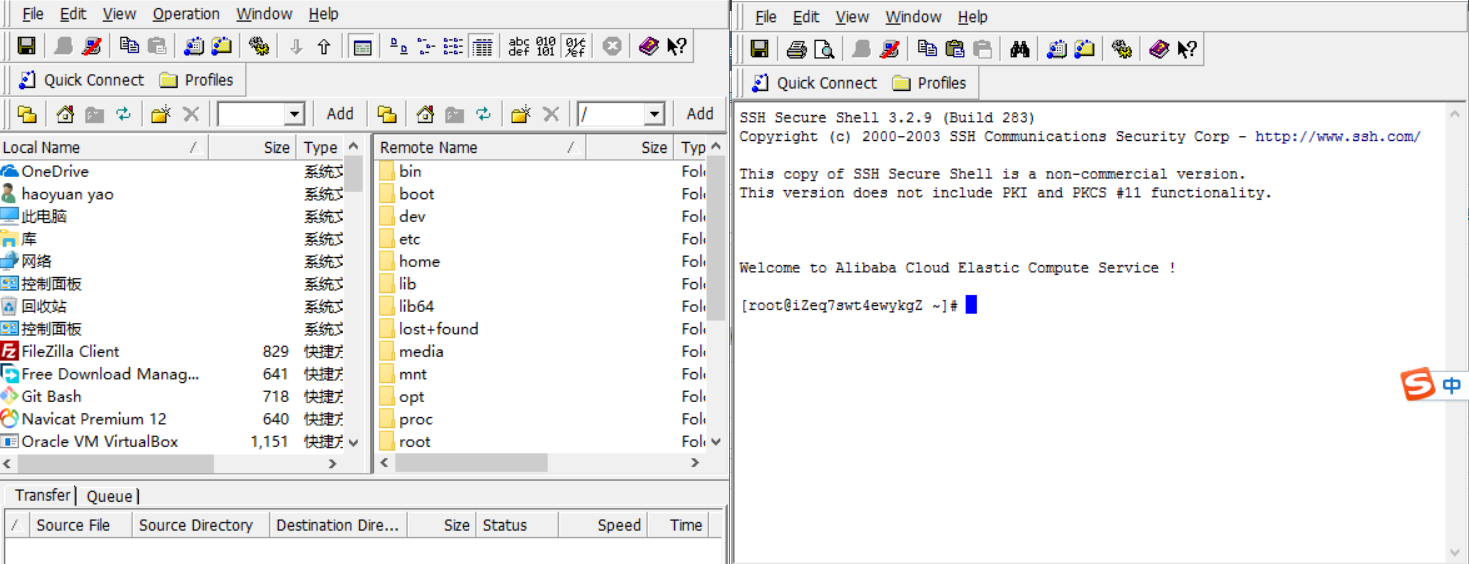 File Edit View Operation Window Help
abc def 010 101
Quick Connect Profiles
Add / Add
Local Name / Size Type
OneDrive 系统文
haoyuan yao 系统文
此电脑 系统文
库 系统文
网络 系统文
控制面板 系统文
回收站 系统文
控制面板 系统文
FileZilla Client 829 快捷方
Free Download Manag... 641 快捷方
Git Bash 718 快捷方
Navicat Premium 12 640 快捷方
Oracle VM VirtualBox 1,151 快捷方
Remote Name / Size Typ
bin Fol
boot Fol
dev Fol
etc Fol
home Fol
lib Fol
lib64 Fol
lost+found Fol
media Fol
mnt Fol
opt Fol
proc Fol
root Fol
Transfer Queue
/ Source File Source Directory Destination Dire... Size Status Speed Time
File Edit View Window Help
Quick Connect Profiles
SSH Secure Shell 3.2.9 (Build 283)
Copyright (c) 2000-2003 SSH Communications Security Corp - http://www.ssh.com/
This copy of SSH Secure Shell is a non-commercial version.
This version does not include PKI and PKCS #11 functionality.
Welcome to Alibaba Cloud Elastic Compute Service !
[root@iZeq7swt4ewykgZ ~]#
S 中